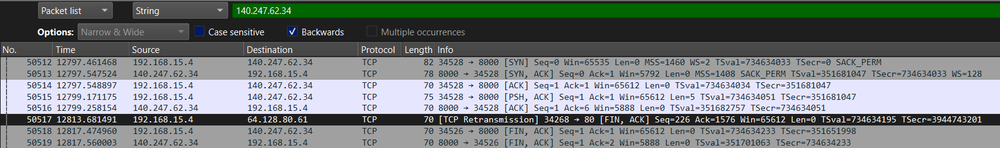 Packet list String 140.247.62.34
Options: Narrow & Wide Case sensitive Backwards Multiple occurrences
No. Time Source Destination Protocol Length Info
50512 12797.461468 192.168.15.4 140.247.62.34 TCP 82 34528 → 8000 [SYN] Seq=0 Win=65535 Len=0 MSS=1460 WS=2 TSval=734634033 TSecr=0 SACK_PERM
50513 12797.547524 140.247.62.34 192.168.15.4 TCP 78 8000 → 34528 [SYN, ACK] Seq=0 Ack=1 Win=5792 Len=0 MSS=1408 SACK_PERM TSval=351681047 TSecr=734634033 WS=128
50514 12797.548897 192.168.15.4 140.247.62.34 TCP 70 34528 → 8000 [ACK] Seq=1 Ack=1 Win=65612 Len=0 TSval=734634034 TSecr=351681047
50515 12799.171175 192.168.15.4 140.247.62.34 TCP 75 34528 → 8000 [PSH, ACK] Seq=1 Ack=1 Win=65612 Len=5 TSval=734634051 TSecr=351681047
50516 12799.258154 140.247.62.34 192.168.15.4 TCP 70 8000 → 34528 [ACK] Seq=1 Ack=6 Win=5888 Len=0 TSval=351682757 TSecr=734634051
50517 12813.681491 192.168.15.4 64.128.80.61 TCP 70 [TCP Retransmission] 34268 → 80 [FIN, ACK] Seq=226 Ack=1576 Win=65612 Len=0 TSval=734634195 TSecr=3944743201
50518 12817.474960 192.168.15.4 140.247.62.34 TCP 70 34526 → 8000 [FIN, ACK] Seq=1 Ack=1 Win=65612 Len=0 TSval=734634233 TSecr=351651998
50519 12817.560003 140.247.62.34 192.168.15.4 TCP 70 8000 → 34526 [FIN, ACK] Seq=1 Ack=2 Win=5888 Len=0 TSval=351701063 TSecr=734634233